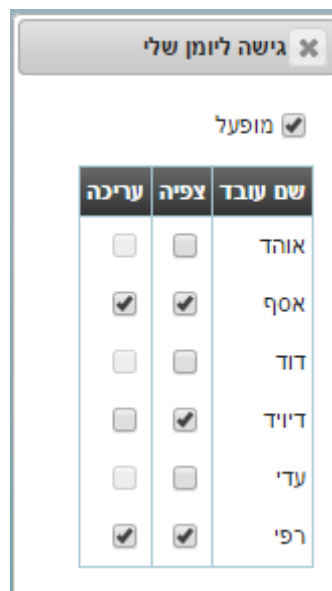 גישה ליומן שלי
מופעל
שם עובד צפיה עריכה
אוהד
אסף
דוד
דיויד
עדי
רפי